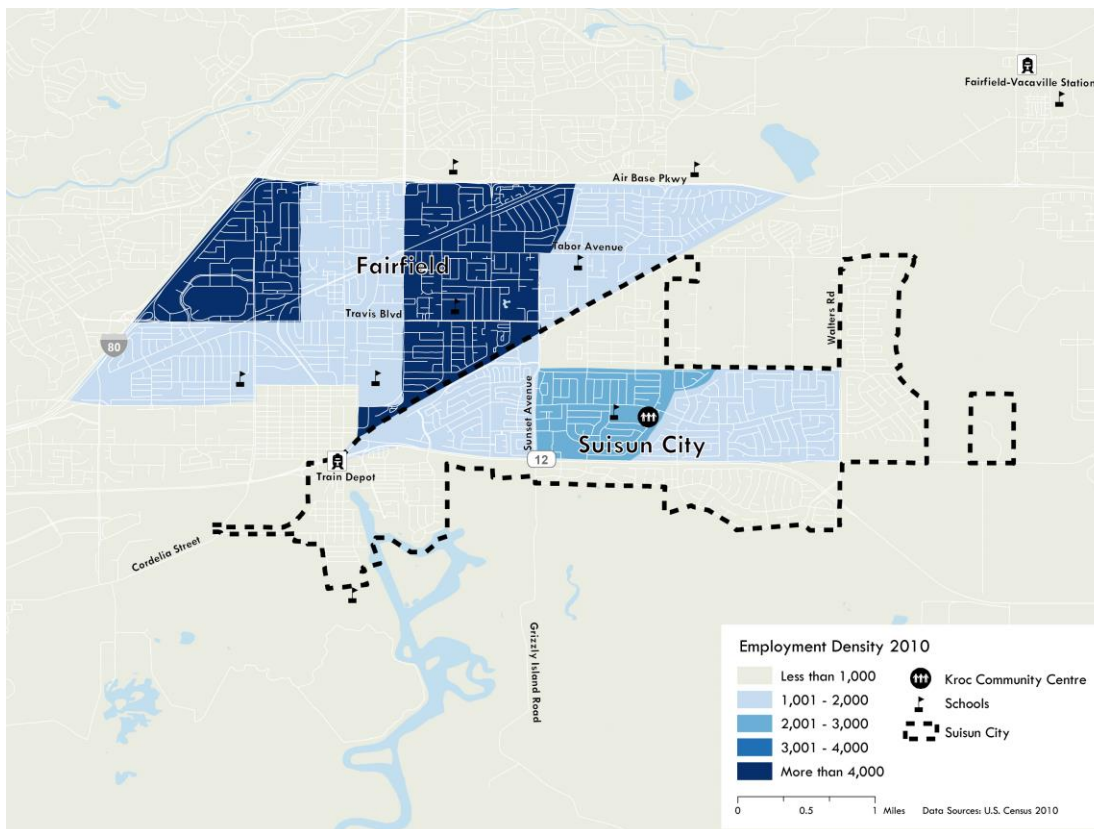 Fairfield-Vacaville Station
Air Base Pkwy
Tabor Avenue
Fairfield
Travis Blvd
Walters Rd
80
Sunset Avenue
Suisun City
12
Train Depot
Cordelia Street
Grizzly Island Road
Employment Density 2010
Less than 1,000
1,001 - 2,000
2,001 - 3,000
3,001 - 4,000
More than 4,000
Kroc Community Centre
Schools
Suisun City
0 0.5 1 Miles
Data Sources: U.S. Census 2010